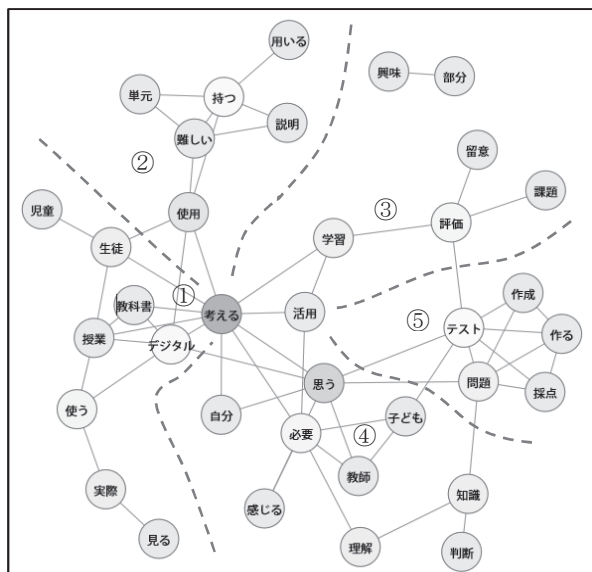 用いる
興味
部分
単元
持つ
説明
難しい
②
留意
課題
児童
使用
③
評価
生徒
学習
教科書
①
考える
活用
⑤
テスト
作成
作る
授業
デジタル
思う
問題
採点
使う
自分
必要
④
子ども
教師
実際
感じる
知識
見る
理解
判断